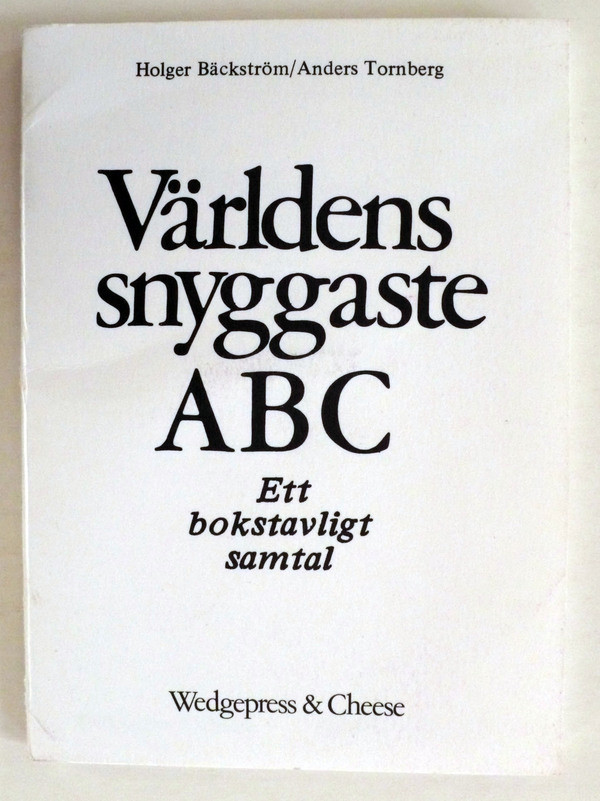 Holger Bäckström/Anders Tornberg
Världens
snyggaste
ABC
Ett
bokstavligt
samtal
Wedgepress & Cheese